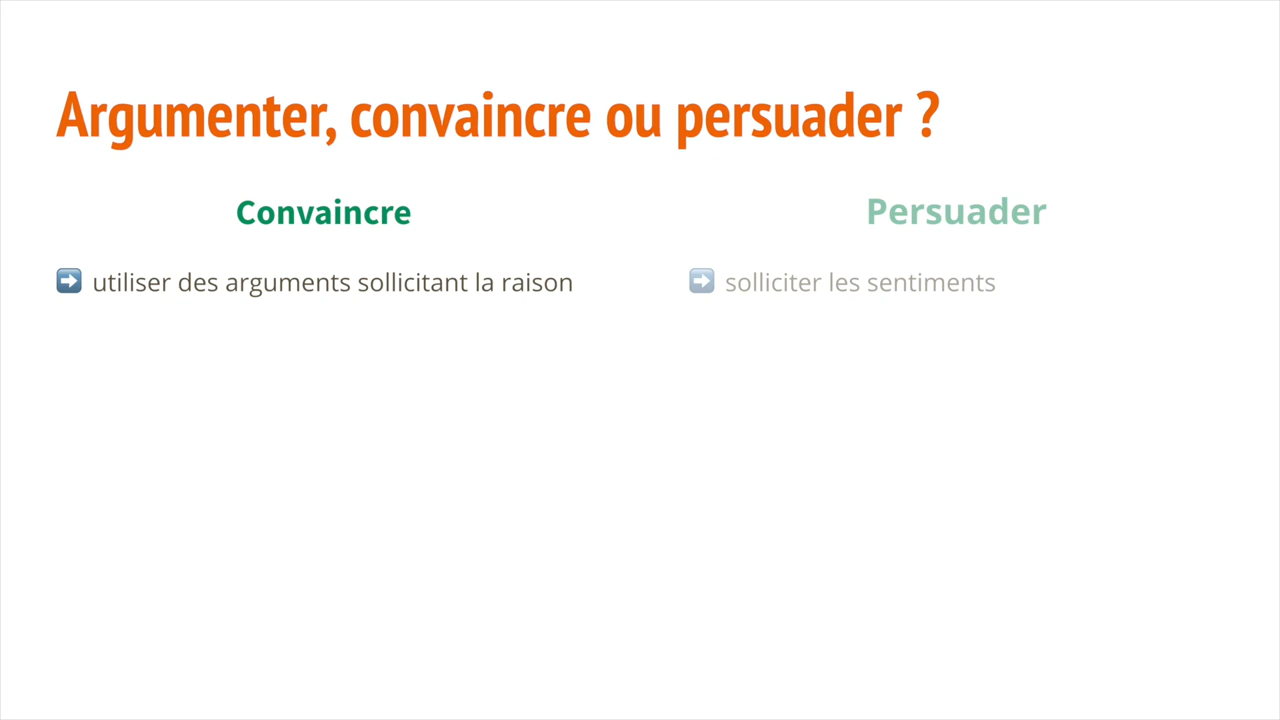 Argumenter, convaincre ou persuader ?
Convaincre
➡ utiliser des arguments sollicitant la raison
Persuader
➡ solliciter les sentiments